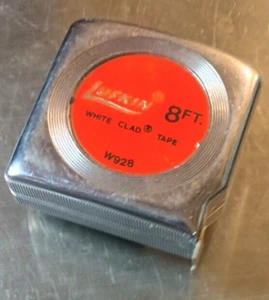 LUFKIN
8FT.
WHITE CLAD® TAPE
W928